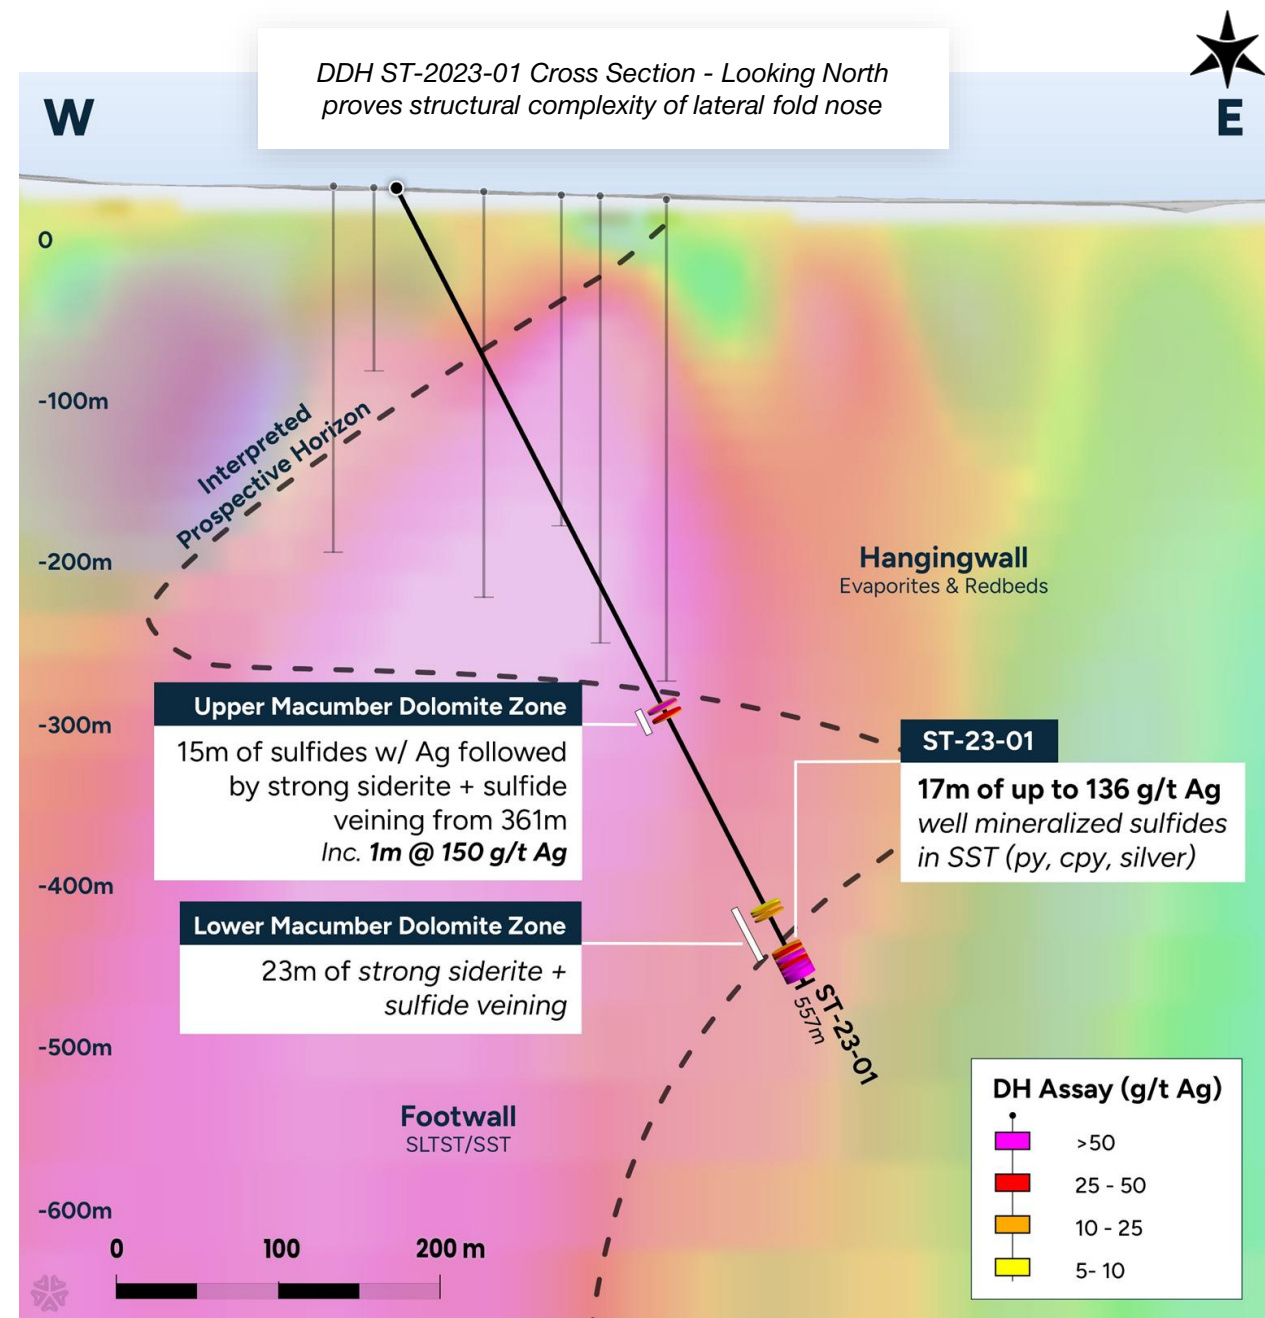 DDH ST-2023-01 Cross Section - Looking North
proves structural complexity of lateral fold nose
W
E
0
-100m
-200m
-300m
-400m
-500m
-600m
Interpreted
Prospective Horizon
Hangingwall
Evaporites & Redbeds
Upper Macumber Dolomite Zone
15m of sulfides w/ Ag followed
by strong siderite + sulfide
veining from 361m
Inc. 1m @ 150 g/t Ag
ST-23-01
17m of up to 136 g/t Ag
well mineralized sulfides
in SST (py, cpy, silver)
Lower Macumber Dolomite Zone
23m of strong siderite +
sulfide veining
ST-23-01
557m
Footwall
SLTST/SST
DH Assay (g/t Ag)
>50
25 - 50
10 - 25
5- 10
0 100 200 m